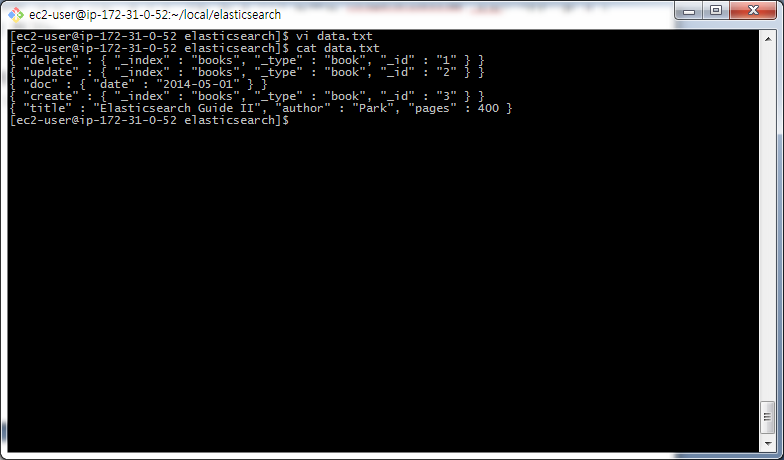 ec2-user@ip-172-31-0-52:~/local/elasticsearch
[ec2-user@ip-172-31-0-52 elasticsearch]$ vi data.txt
[ec2-user@ip-172-31-0-52 elasticsearch]$ cat data.txt
{ "delete" : { "_index" : "books", "_type" : "book", "_id" : "1" } }
{ "update" : { "_index" : "books", "_type" : "book", "_id" : "2" } }
{ "doc" : { "date" : "2014-05-01" } }
{ "create" : { "_index" : "books", "_type" : "book", "_id" : "3" } }
{ "title" : "Elasticsearch Guide II", "author" : "Park", "pages" : 400 }
[ec2-user@ip-172-31-0-52 elasticsearch]$